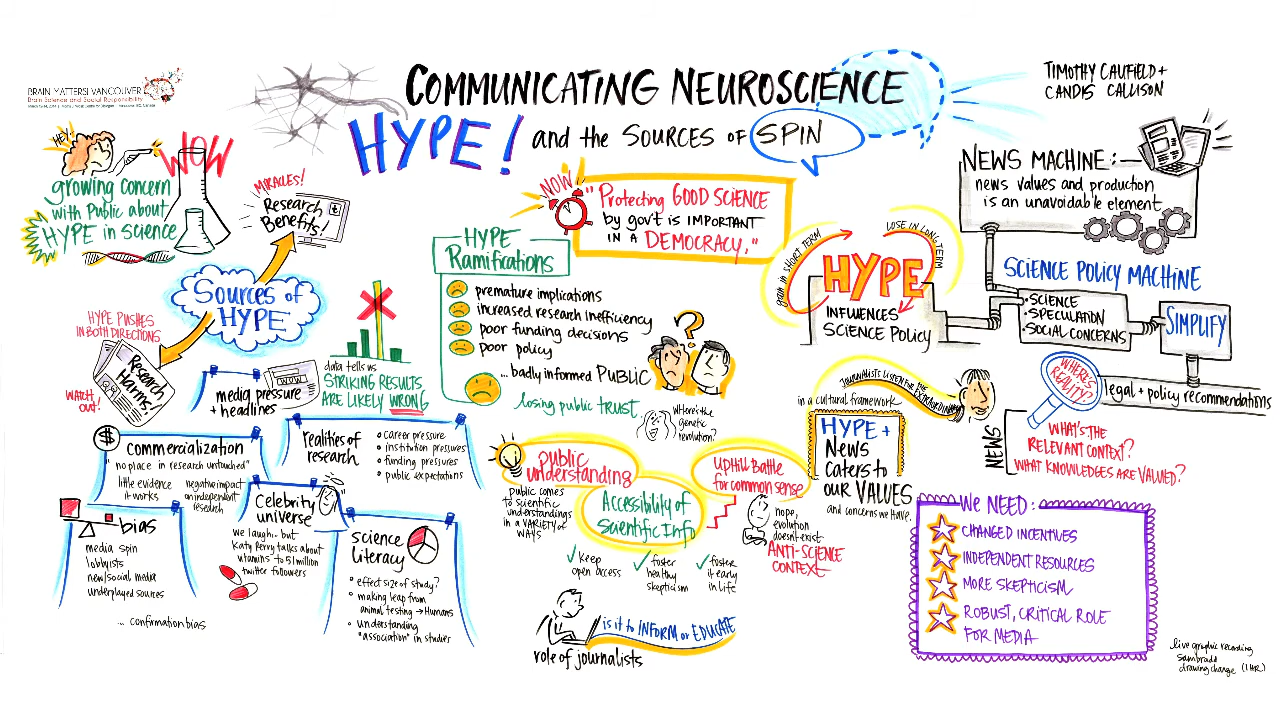 BRAIN MATTERS! VANCOUVER
Brain Science and Social Responsibility
COMMUNICATING NEUROSCIENCE
HYPE! and the SOURCES OF SPIN
TIMOTHY CAUFIELD +
CANDIS CALLISON
HEY!
WOW
growing concern
with Public about
HYPE in science
MIRACLES!
Research
Benefits!
Sources of
HYPE
HYPE PUSHES
IN BOTH DIRECTIONS
Research
Harms!
WATCH
OUT!
media pressure
+ headlines
WOW
data tells us
STRIKING RESULTS
ARE LIKELY WRONG
$
commercialization
"no place in research untouched"
little evidence
it works
negative impact
on independent
research
realities of
research
career pressure
institution pressures
funding pressures
public expectations
bias
media spin
lobbyists
new/social media
underplayed sources
... confirmation bias
Celebrity
universe
we laugh.. but
Katy Perry talks about
vitamins to 51 million
twitter followers
science
literacy
effect size of study?
making leap from
animal testing → Humans
understanding
"association" in studies
NOW
"Protecting GOOD SCIENCE
by gov't is IMPORTANT
IN A DEMOCRACY."
HYPE
Ramifications
premature implications
increased research inefficiency
poor funding decisions
poor policy
...badly informed PUBLIC
losing public trust
?
where's the
genetic
revolution?
public
understanding
public comes
to scientific
understandings
in a VARIETY of
WAYS
Accessibility of
Scientific Info
✓ keep
open access
✓ foster
healthy
skepticism
✓ foster
it early
in life
UPHILL BATTLE
for common sense
nope,
evolution
doesn't exist
ANTI-SCIENCE
CONTEXT
is it to INFORM or EDUCATE
role of journalists
gain in SHORT TERM
LOSE IN LONG TERM
HYPE
INFLUENCES
SCIENCE POLICY
NEWS MACHINE:
news values and production
is an unavoidable element
SCIENCE POLICY MACHINE
SCIENCE
SPECULATION
SOCIAL CONCERNS
SIMPLIFY
legal + policy recommendations
JOURNALISTS LISTEN FOR THE
EXTRAORDINARY
in a cultural framework
HYPE +
News
caters to
our VALUES
and concerns we have.
NEWS
WHERE'S
REALITY?
WHAT'S THE
RELEVANT CONTEXT?
WHAT KNOWLEDGES ARE VALUED?
WE NEED:
CHANGED INCENTIVES
INDEPENDENT RESOURCES
MORE SKEPTICISM
ROBUST, CRITICAL ROLE
FOR MEDIA
live graphic recording
sambradd
drawing change (1HR)